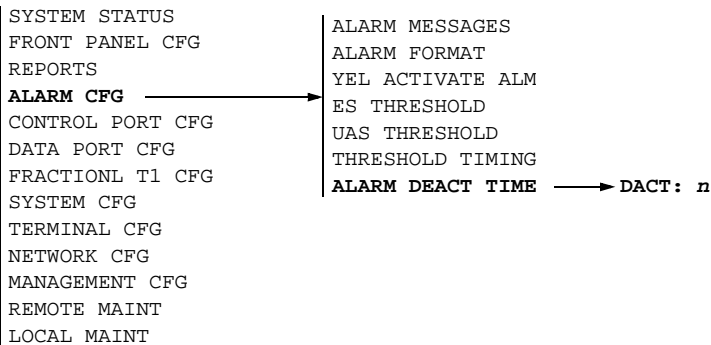 SYSTEM STATUS
FRONT PANEL CFG
REPORTS
ALARM CFG
CONTROL PORT CFG
DATA PORT CFG
FRACTIONL T1 CFG
SYSTEM CFG
TERMINAL CFG
NETWORK CFG
MANAGEMENT CFG
REMOTE MAINT
LOCAL MAINT
ALARM MESSAGES
ALARM FORMAT
YEL ACTIVATE ALM
ES THRESHOLD
UAS THRESHOLD
THRESHOLD TIMING
ALARM DEACT TIME
DACT: n